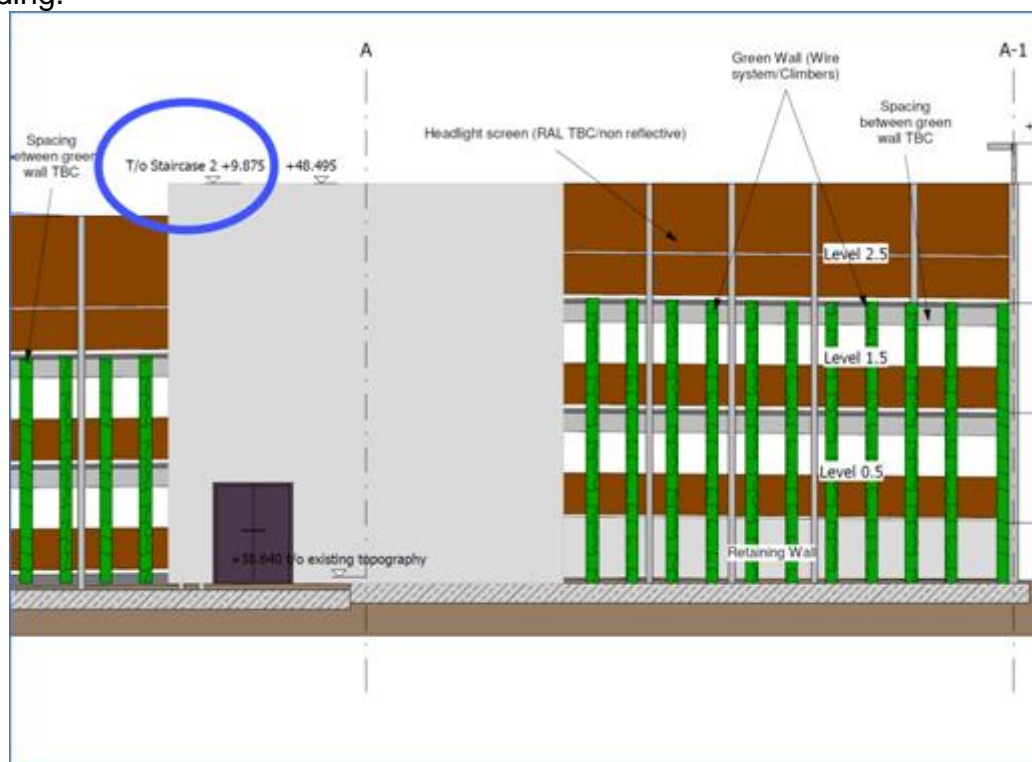 ding.
A
A-1
Green Wall (Wire
system/Climbers)
Spacing
between green
wall TBC
Headlight screen (RAL TBC/non reflective)
Spacing
between green
wall TBC
T/o Staircase 2 +9.875
+48.495
Level 2.5
Level 1.5
Level 0.5
Retaining Wall
+38.640 t/o existing topography